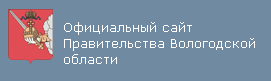 Официальный сайт
Правительства Вологодской
области